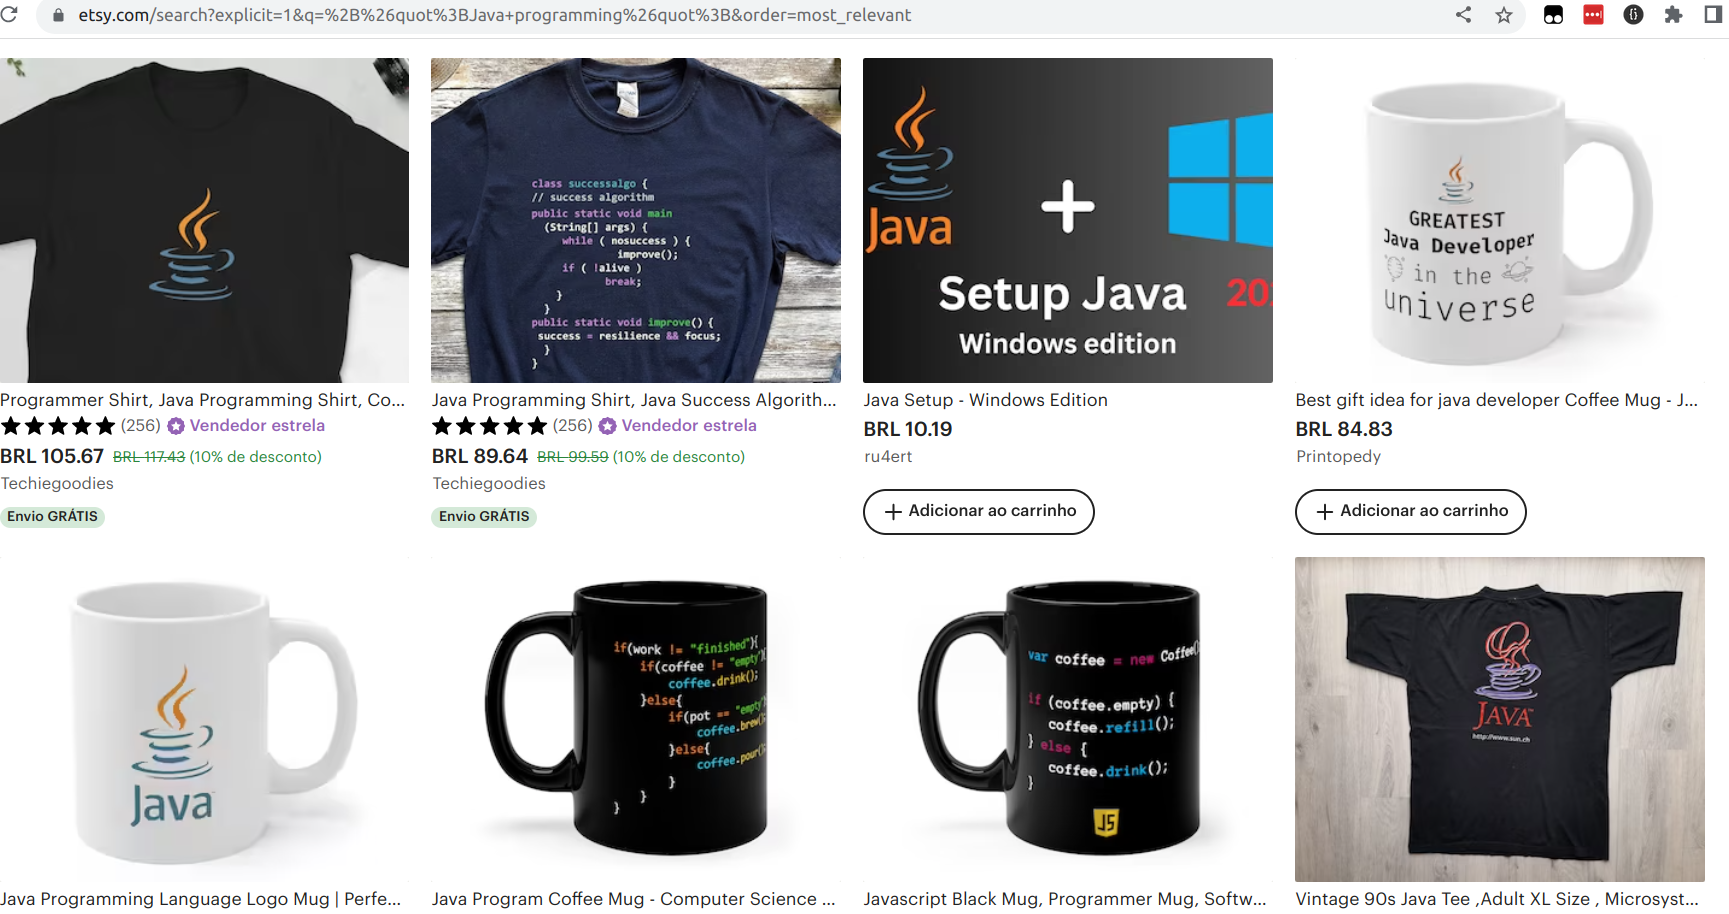 etsy.com/search?explicit=1&q=%2B%26quot%3BJava+programming%26quot%3B&order=most_relevant
class successalgo {
// success algorithm
public static void main
(String[] args) {
while ( nosuccess ) {
improve();
if ( !alive )
break;
}
}
public static void improve() {
success = resilience && focus;
}
}
Java
+
Setup Java
Windows edition
GREATEST
Java Developer
in the
universe
Programmer Shirt, Java Programming Shirt, Co...
(256) Vendedor estrela
BRL 105.67 BRL 117.43 (10% de desconto)
Techiegoodies
Envio GRÁTIS
Java Programming Shirt, Java Success Algorith...
(256) Vendedor estrela
BRL 89.64 BRL 99.59 (10% de desconto)
Techiegoodies
Envio GRÁTIS
Java Setup - Windows Edition
BRL 10.19
ru4ert
+ Adicionar ao carrinho
Best gift idea for java developer Coffee Mug - J...
BRL 84.83
Printopedy
+ Adicionar ao carrinho
Java
if(work != "finished"){
if(coffee != "empty"){
coffee.drink();
}else{
if(pot == "empty"
coffee.brew();
}else{
coffee.pour();
}
}
}
var coffee = new Coffee(
if (coffee.empty) {
coffee.refill();
} else {
coffee.drink();
}
JS
JAVA™
http://www.sun.ch
Java Programming Language Logo Mug | Perfe...
Java Program Coffee Mug - Computer Science ...
Javascript Black Mug, Programmer Mug, Softw...
Vintage 90s Java Tee ,Adult XL Size , Microsyst...